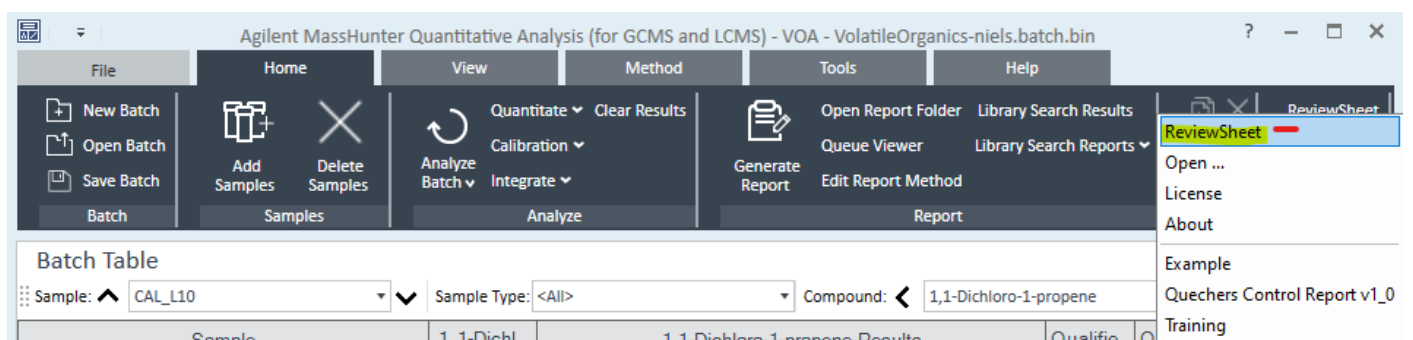 Agilent MassHunter Quantitative Analysis (for GCMS and LCMS) - VOA - VolatileOrganics-niels.batch.bin
File Home View Method Tools Help
New Batch
Open Batch
Save Batch
Batch
Add
Samples
Delete
Samples
Samples
Analyze
Batch
Quantitate Clear Results
Calibration
Integrate
Analyze
Generate
Report
Open Report Folder Library Search Results
Queue Viewer Library Search Reports
Edit Report Method
Report
ReviewSheet
ReviewSheet
Open ...
License
About
Example
Quechers Control Report v1_0
Training
Batch Table
Sample: CAL_L10 Sample Type: <All> Compound: 1,1-Dichloro-1-propene
Sample 1,1-Dichl... 1,1-Dichloro-1-propene Results Qualifie...